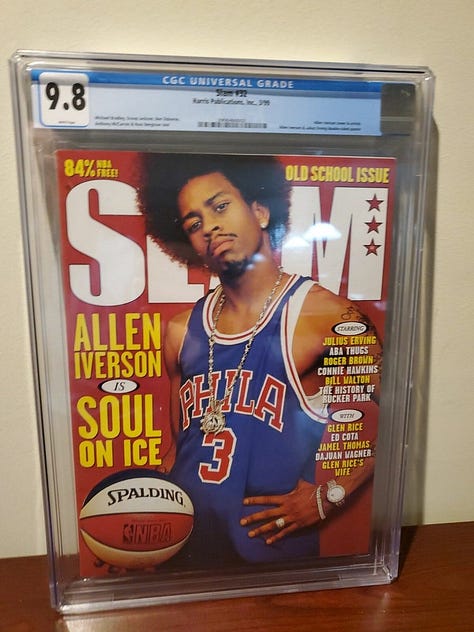 CGC UNIVERSAL GRADE
9.8
Slam #32
Harris Publications, Inc., 3/99
84% NBA
FREE!
OLD SCHOOL ISSUE
SLAM
ALLEN
IVERSON
IS
SOUL
ON ICE
STARRING
JULIUS ERVING
ABA THUGS
ROGER BROWN
CONNIE HAWKINS
BILL WALTON
THE HISTORY OF
RUCKER PARK
WITH
GLEN RICE
ED COTA
JAMEL THOMAS
DAJUAN WAGNER
GLEN RICE'S
WIFE
PHILA
3
SPALDING
NBA